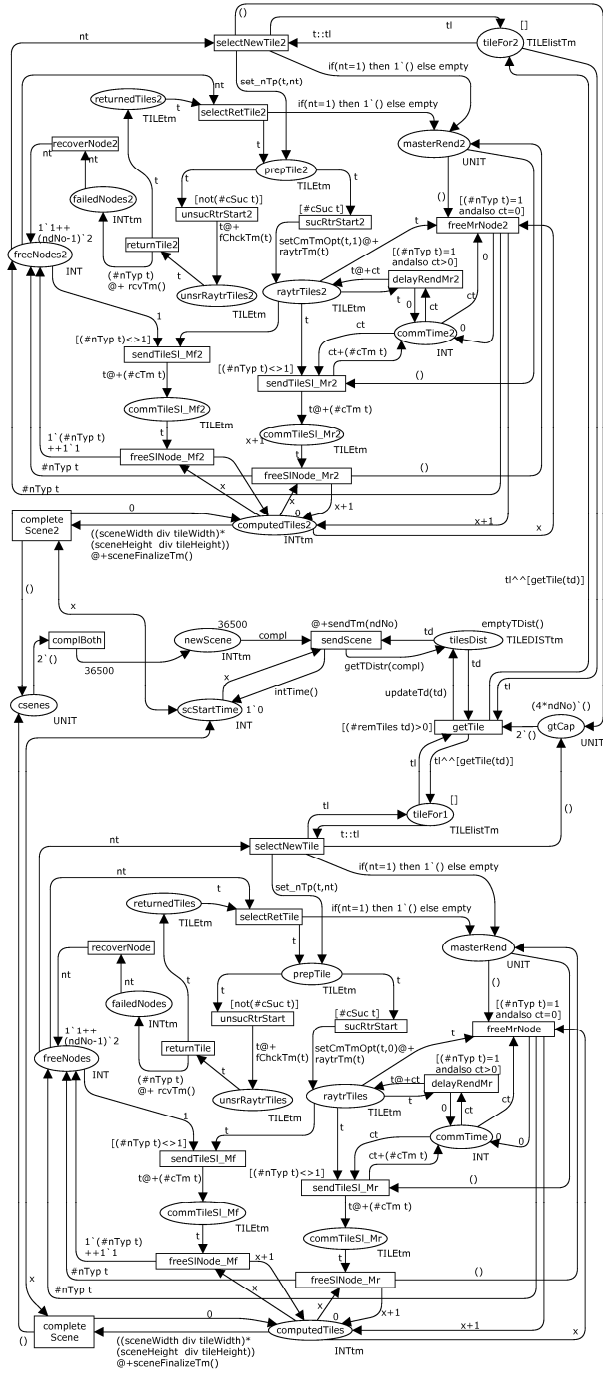 ()
nt
selectNewTile2
t::tl
tl
[]
tileFor2
TILElistTm
if(nt=1) then 1`() else empty
set_nTp(t,nt)
returnedTiles2
t
nt
selectRetTile2
if(nt=1) then 1`() else empty
TILEtm
masterRend2
UNIT
recoverNode2
nt
nt
t
t
prepTile2
TILEtm
t
t
failedNodes2
INTtm
[not(#cSuc t)]
unsucRtrStart2
[#cSuc t]
sucRtrStart2
()
[(#nTyp t)=1
andalso ct=0]
freeMrNode2
1`1++
(ndNo-1)`2
freeNodes2
INT
returnTile2
t@+
fChckTm(t)
setCmTmOpt(t,1)@+
raytrTm(t)
t
[(#nTyp t)=1
andalso ct>0]
t@+ct
delayRendMr2
0
(#nTyp t)
@+ rcvTm()
t
unsrRaytrTiles2
TILEtm
raytrTiles2
TILEtm
t
0
ct
ct
commTime2
0
INT
1
t
t
ct
[(#nTyp t)<>1]
sendTileSl_Mf2
[(#nTyp t)<>1]
ct+(#cTm t)
()
sendTileSl_Mr2
t@+(#cTm t)
t@+(#cTm t)
commTileSl_Mf2
TILEtm
t
x+1
commTileSl_Mr2
TILEtm
1`(#nTyp t)
++1`1
freeSlNode_Mf2
t
#nTyp t
freeSlNode_Mr2
()
#nTyp t
x
x
x+1
0
complete
Scene2
0
computedTiles2
INTtm
x+1
x
((sceneWidth div tileWidth)*
(sceneHeight  div tileHeight))
@+sceneFinalizeTm()
tl^^[getTile(td)]
()
x
complBoth
2`()
36500
newScene
36500
INTtm
compl
@+sendTm(ndNo)
sendScene
td
emptyTDist()
tilesDist
TILEDISTtm
getTDistr(compl)
td
x
intTime()
updateTd(td)
tl
csenes
UNIT
scStartTime
1`0
INT
[(#remTiles td)>0]
getTile
(4*ndNo)`()
2`()
gtCap
UNIT
tl
tl^^[getTile(td)]
[]
tl
tileFor1
TILElistTm
()
nt
selectNewTile
t::tl
if(nt=1) then 1`() else empty
nt
set_nTp(t,nt)
returnedTiles
t
selectRetTile
if(nt=1) then 1`() else empty
TILEtm
masterRend
UNIT
recoverNode
t
prepTile
TILEtm
nt
nt
t
t
t
()
failedNodes
INTtm
[not(#cSuc t)]
unsucRtrStart
[#cSuc t]
sucRtrStart
[(#nTyp t)=1
andalso ct=0]
freeMrNode
1`1++
(ndNo-1)`2
freeNodes
INT
returnTile
t@+
fChckTm(t)
setCmTmOpt(t,0)@+
raytrTm(t)
t
[(#nTyp t)=1
andalso ct>0]
t@+ct
delayRendMr
(#nTyp t)
@+ rcvTm()
t
unsrRaytrTiles
TILEtm
raytrTiles
TILEtm
t
0
ct
ct
1
t
t
ct
commTime
0
0
INT
[(#nTyp t)<>1]
sendTileSl_Mf
[(#nTyp t)<>1]
ct+(#cTm t)
()
sendTileSl_Mr
t@+(#cTm t)
t@+(#cTm t)
commTileSl_Mf
TILEtm
commTileSl_Mr
TILEtm
t
t
1`(#nTyp t)
++1`1
freeSlNode_Mf
x+1
#nTyp t
freeSlNode_Mr
()
x
#nTyp t
x
x
x+1
0
complete
Scene
0
computedTiles
INTtm
x+1
x
()
((sceneWidth div tileWidth)*
(sceneHeight  div tileHeight))
@+sceneFinalizeTm()